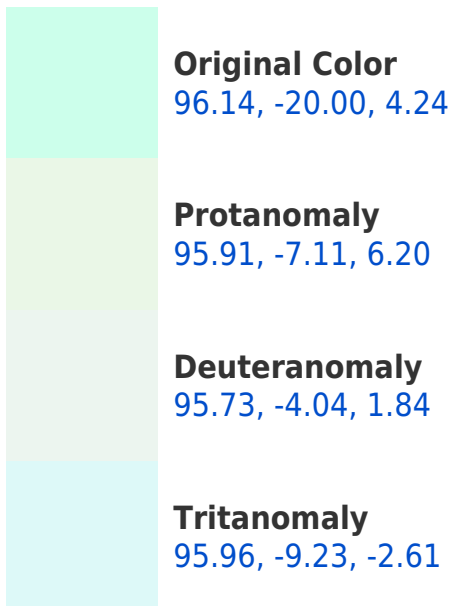 Original Color
96.14, -20.00, 4.24
Protanomaly
95.91, -7.11, 6.20
Deuteranomaly
95.73, -4.04, 1.84
Tritanomaly
95.96, -9.23, -2.61